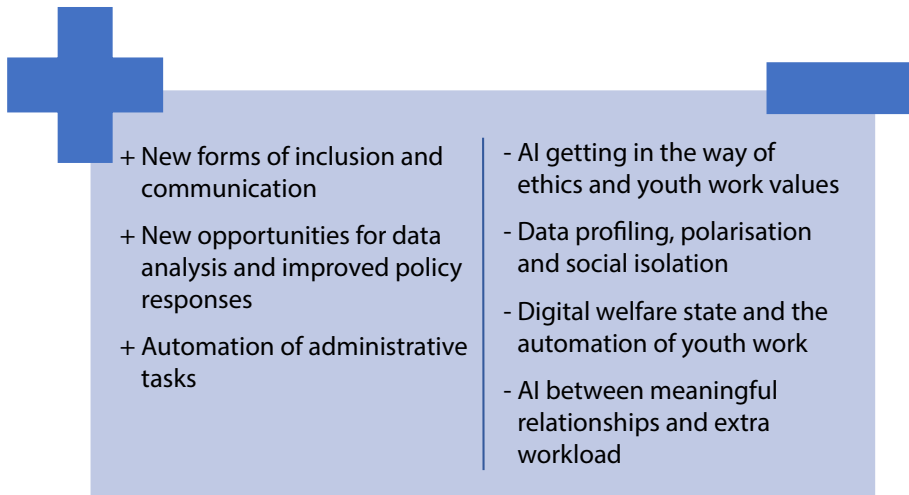 + New forms of inclusion and
communication
+ New opportunities for data
analysis and improved policy
responses
+ Automation of administrative
tasks
- AI getting in the way of
ethics and youth work values
- Data profiling, polarisation
and social isolation
- Digital welfare state and the
automation of youth work
- AI between meaningful
relationships and extra
workload